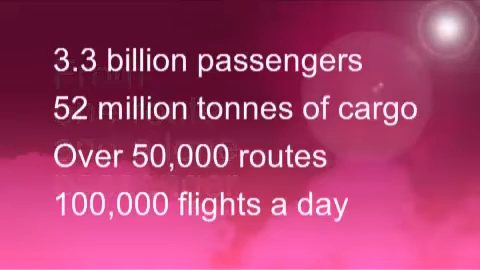 3.3 billion passengers
52 million tonnes of cargo
Over 50,000 routes
100,000 flights a day